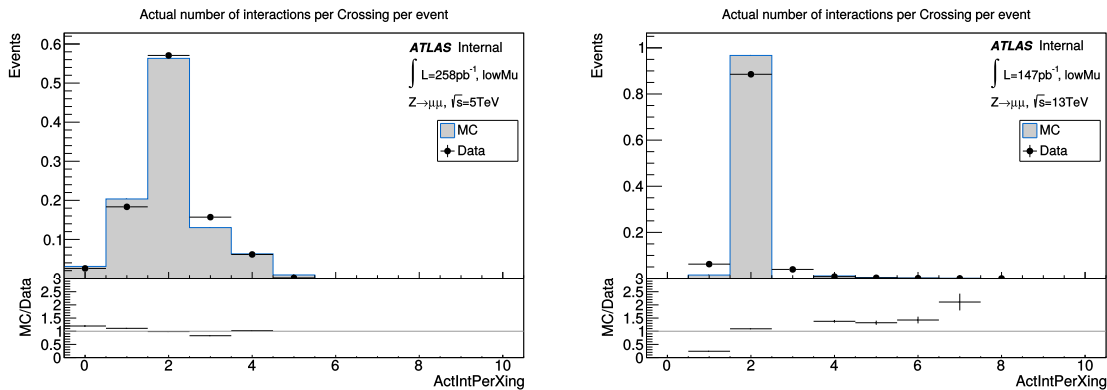 Actual number of interactions per Crossing per event
Events
0.6
0.5
0.4
0.3
0.2
0.1
ATLAS Internal
∫ L=258pb⁻¹, lowMu
Z→μμ, √s=5TeV
MC
Data
MC/Data
3
2.5
2
1.5
1
0.5
0
0 2 4 6 8 10
ActIntPerXing
Actual number of interactions per Crossing per event
Events
1
0.8
0.6
0.4
0.2
ATLAS Internal
∫ L=147pb⁻¹, lowMu
Z→μμ, √s=13TeV
MC
Data
MC/Data
3
2.5
2
1.5
1
0.5
0
0 2 4 6 8 10
ActIntPerXing